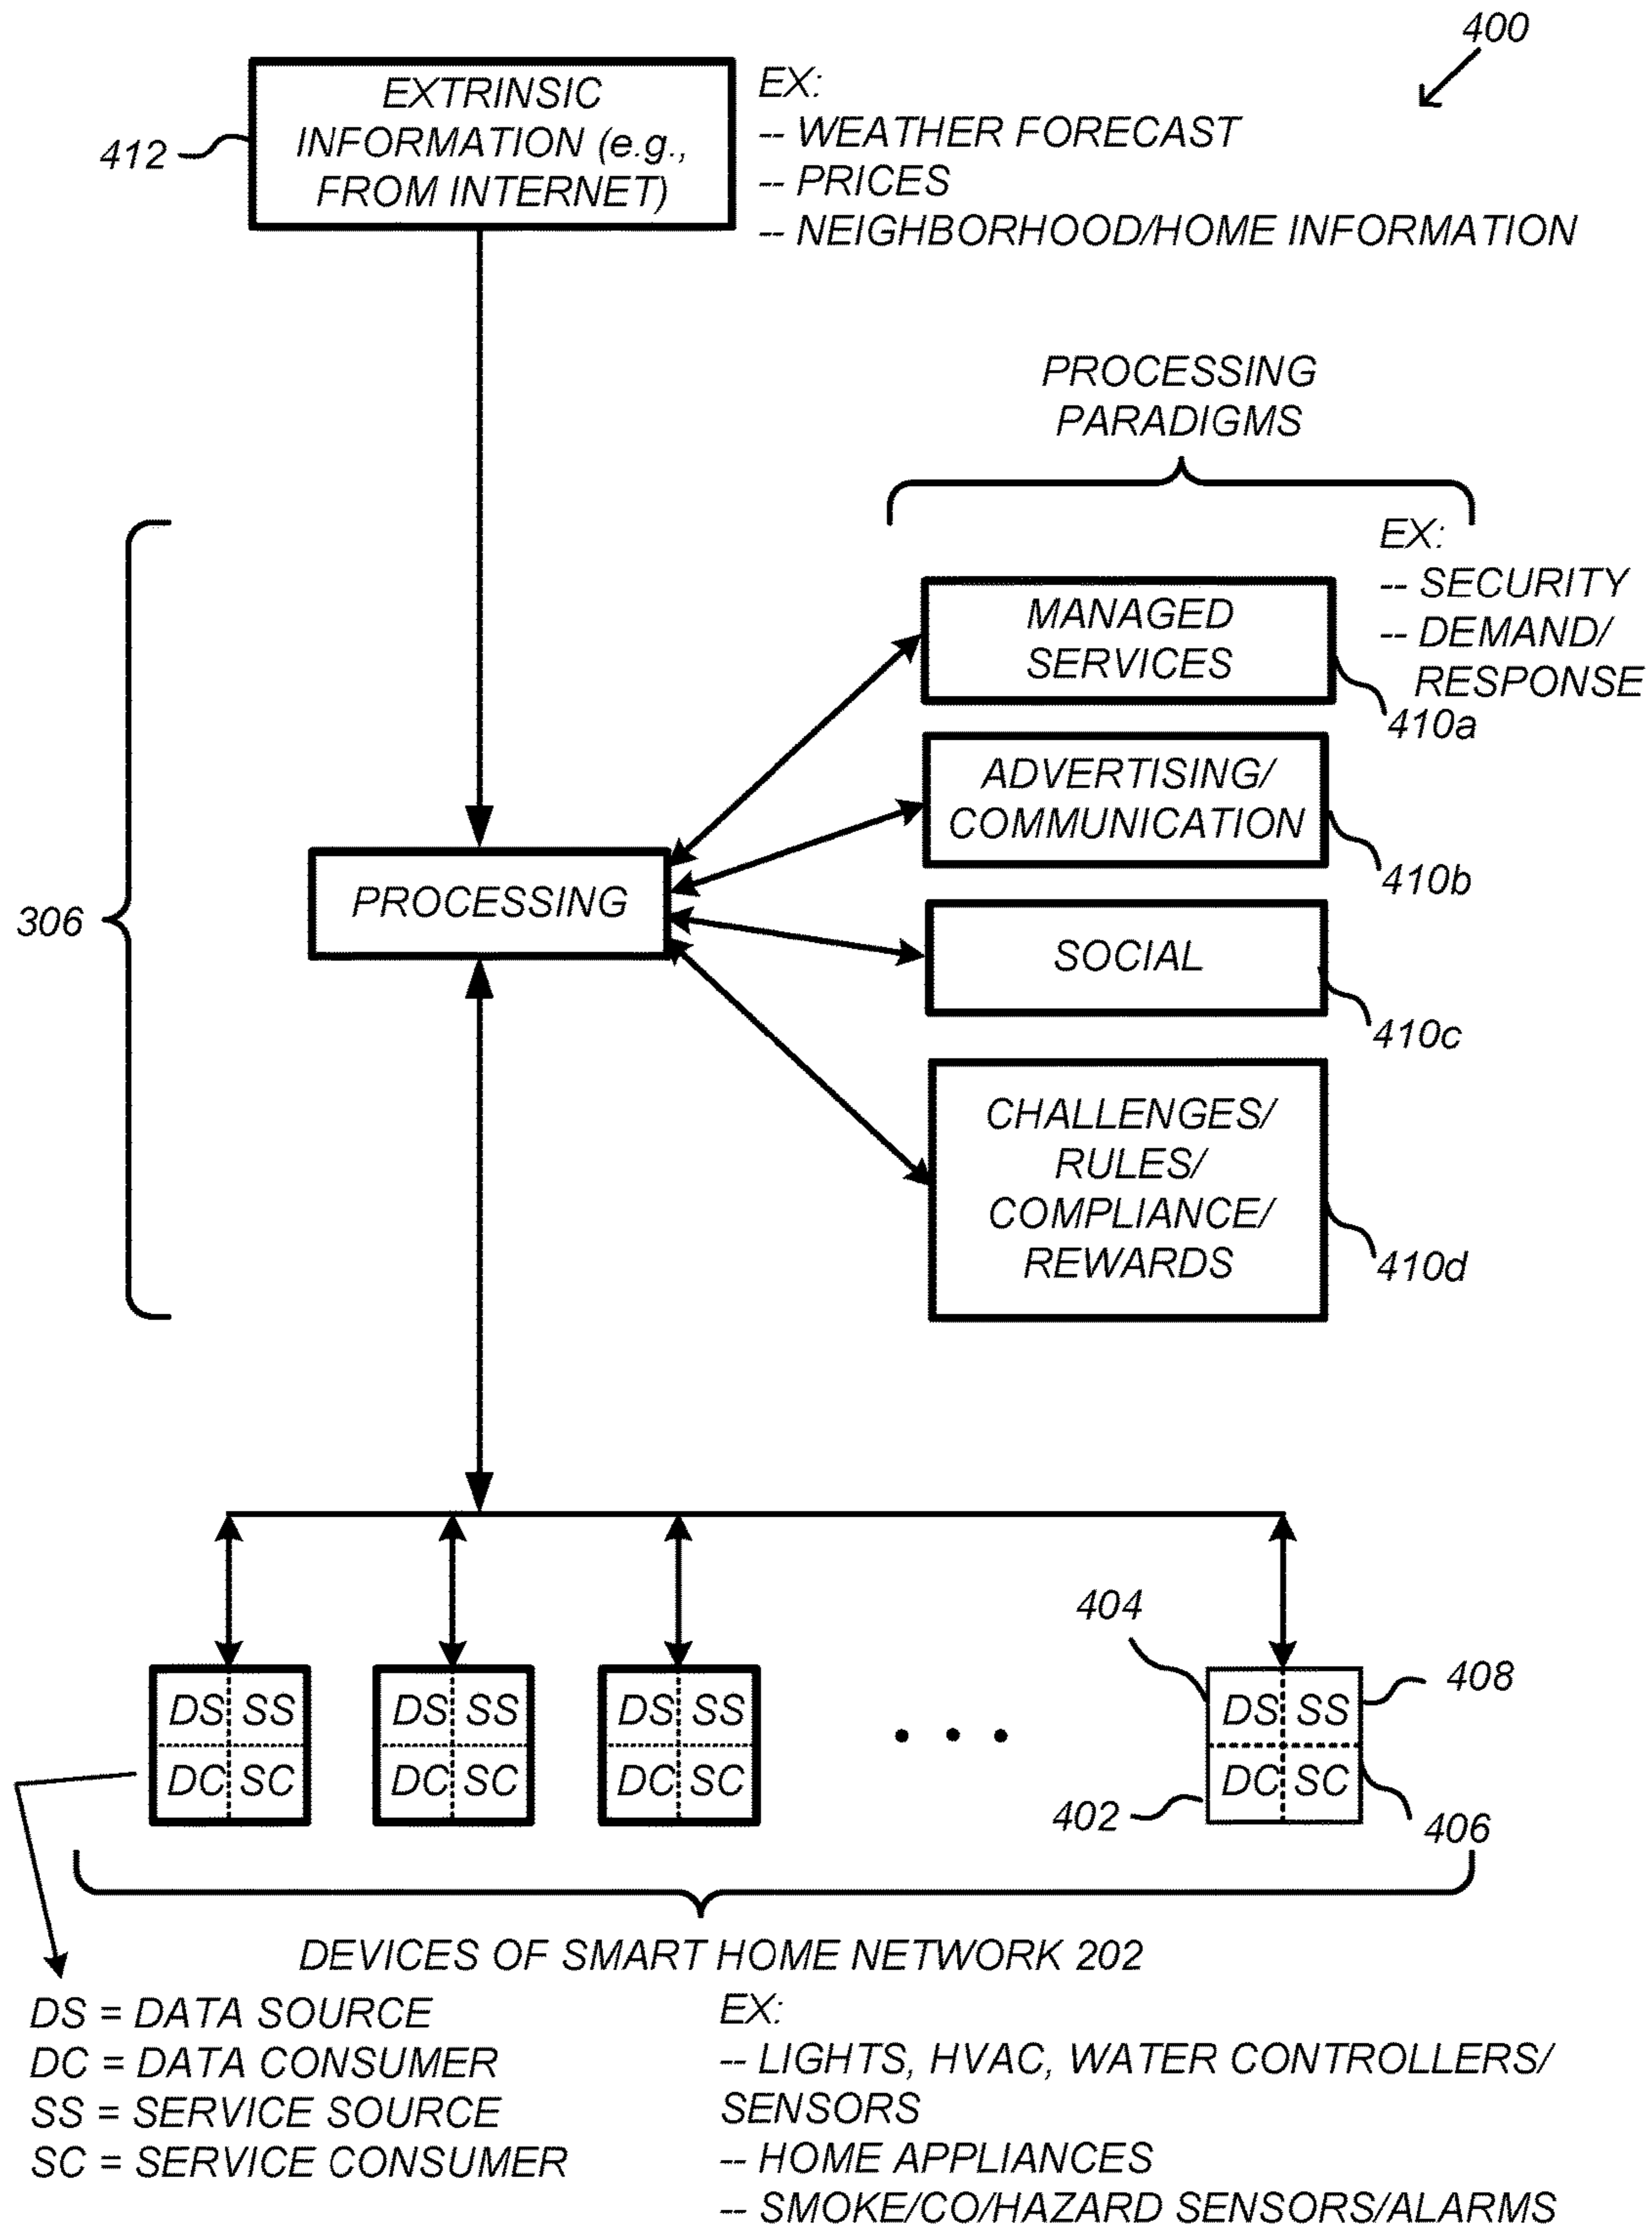 400
EXTRINSIC
INFORMATION (e.g.,
FROM INTERNET)
412
EX:
-- WEATHER FORECAST
-- PRICES
-- NEIGHBORHOOD/HOME INFORMATION
PROCESSING
PARADIGMS
EX:
-- SECURITY
-- DEMAND/
RESPONSE
MANAGED
SERVICES
410a
ADVERTISING/
COMMUNICATION
410b
PROCESSING
306
SOCIAL
410c
CHALLENGES/
RULES/
COMPLIANCE/
REWARDS
410d
404
408
DS SS
DC SC
DS SS
DC SC
DS SS
DC SC
. . .
DS SS
DC SC
402
406
DEVICES OF SMART HOME NETWORK 202
DS = DATA SOURCE
DC = DATA CONSUMER
SS = SERVICE SOURCE
SC = SERVICE CONSUMER
EX:
-- LIGHTS, HVAC, WATER CONTROLLERS/
SENSORS
-- HOME APPLIANCES
-- SMOKE/CO/HAZARD SENSORS/ALARMS